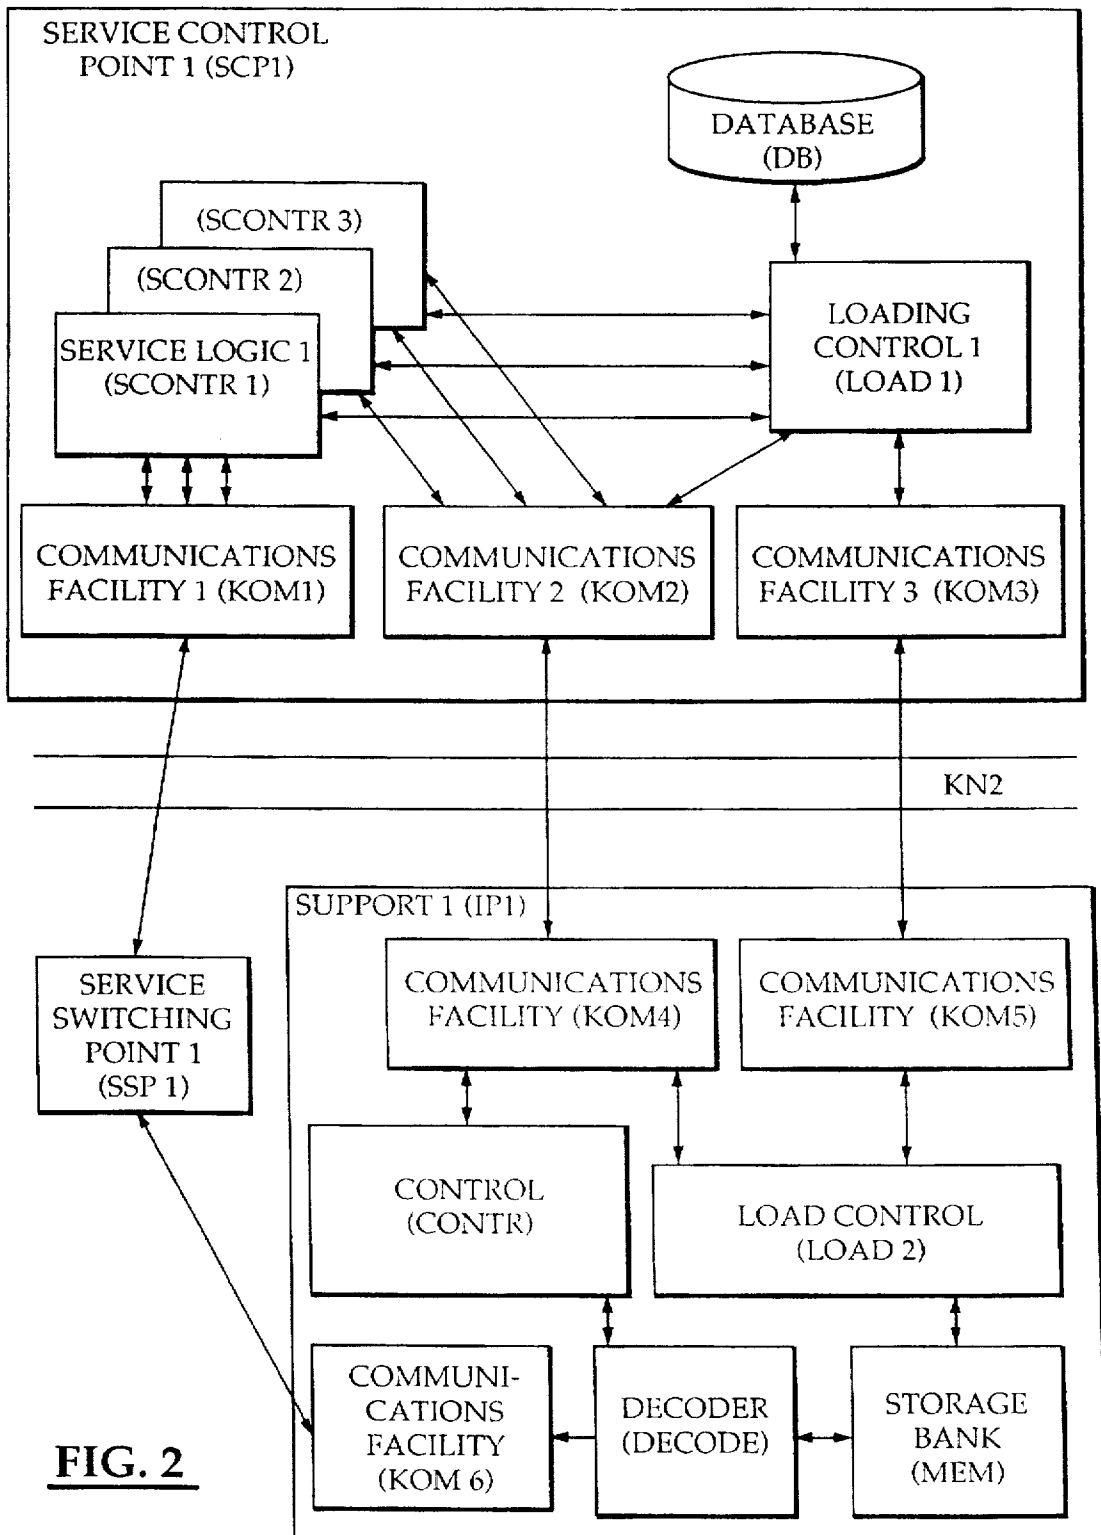 SERVICE CONTROL
POINT 1 (SCP1)
DATABASE
(DB)
(SCONTR 3)
(SCONTR 2)
SERVICE LOGIC 1
(SCONTR 1)
LOADING
CONTROL 1
(LOAD 1)
COMMUNICATIONS
FACILITY 1 (KOM1)
COMMUNICATIONS
FACILITY 2 (KOM2)
COMMUNICATIONS
FACILITY 3 (KOM3)
KN2
SUPPORT 1 (IP1)
SERVICE
SWITCHING
POINT 1
(SSP 1)
COMMUNICATIONS
FACILITY (KOM4)
COMMUNICATIONS
FACILITY (KOM5)
CONTROL
(CONTR)
LOAD CONTROL
(LOAD 2)
COMMUNI-
CATIONS
FACILITY
(KOM 6)
DECODER
(DECODE)
STORAGE
BANK
(MEM)
FIG. 2